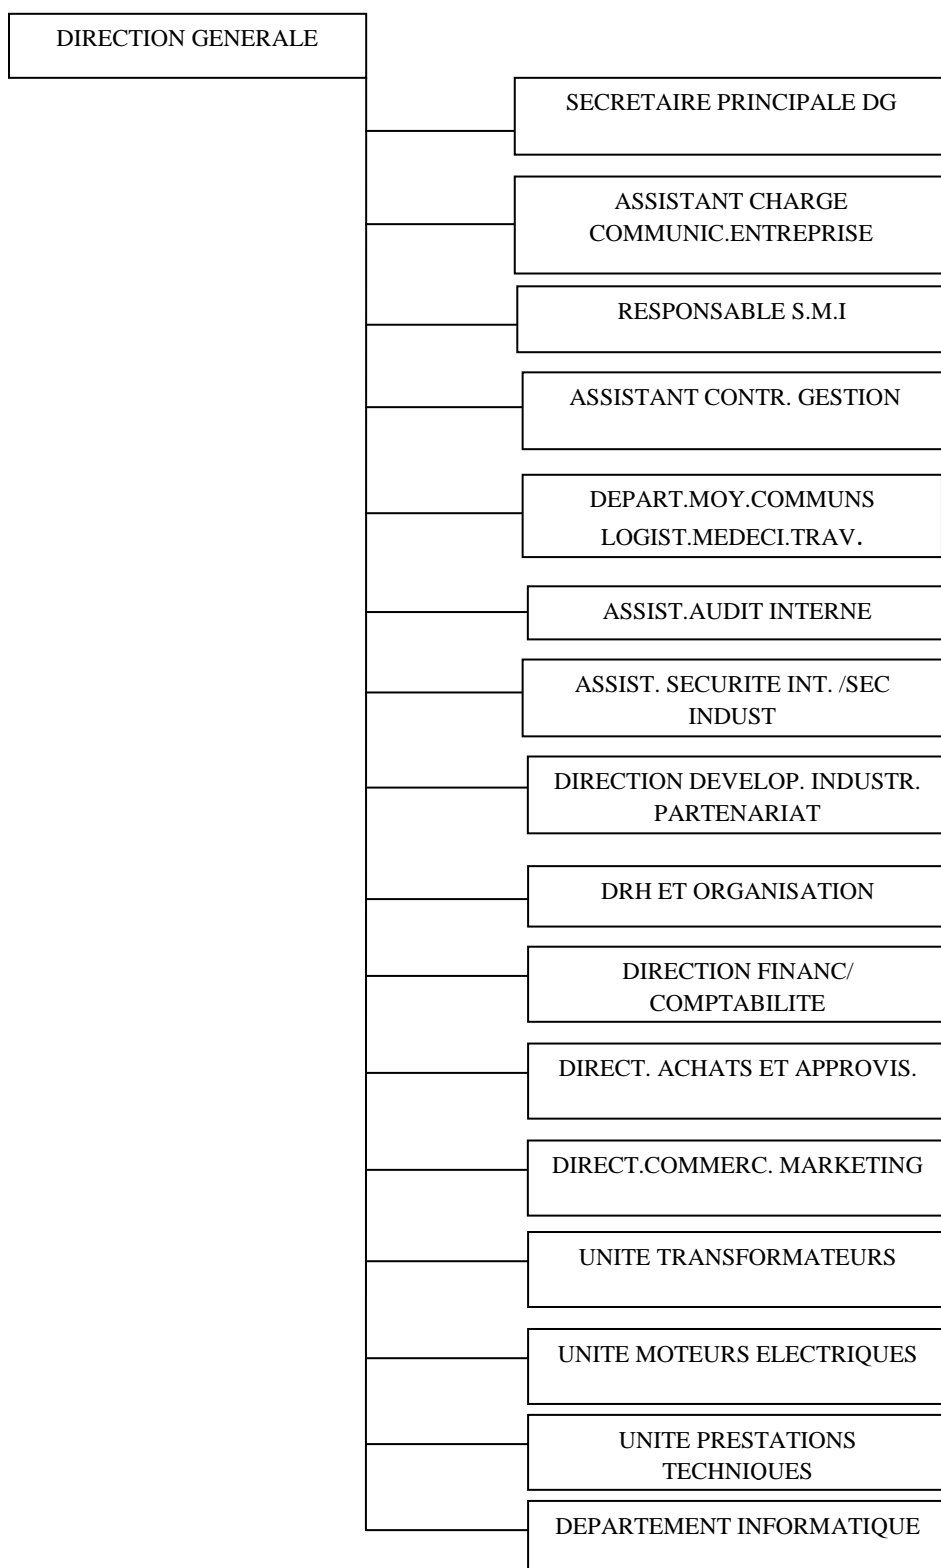 DIRECTION GENERALE
SECRETAIRE PRINCIPALE DG
ASSISTANT CHARGE
COMMUNIC.ENTREPRISE
RESPONSABLE S.M.I
ASSISTANT CONTR. GESTION
DEPART.MOY.COMMUNS
LOGIST.MEDECI.TRAV.
ASSIST.AUDIT INTERNE
ASSIST. SECURITE INT. /SEC
INDUST
DIRECTION DEVELOP. INDUSTR.
PARTENARIAT
DRH ET ORGANISATION
DIRECTION FINANC/
COMPTABILITE
DIRECT. ACHATS ET APPROVIS.
DIRECT.COMMERC. MARKETING
UNITE TRANSFORMATEURS
UNITE MOTEURS ELECTRIQUES
UNITE PRESTATIONS
TECHNIQUES
DEPARTEMENT INFORMATIQUE